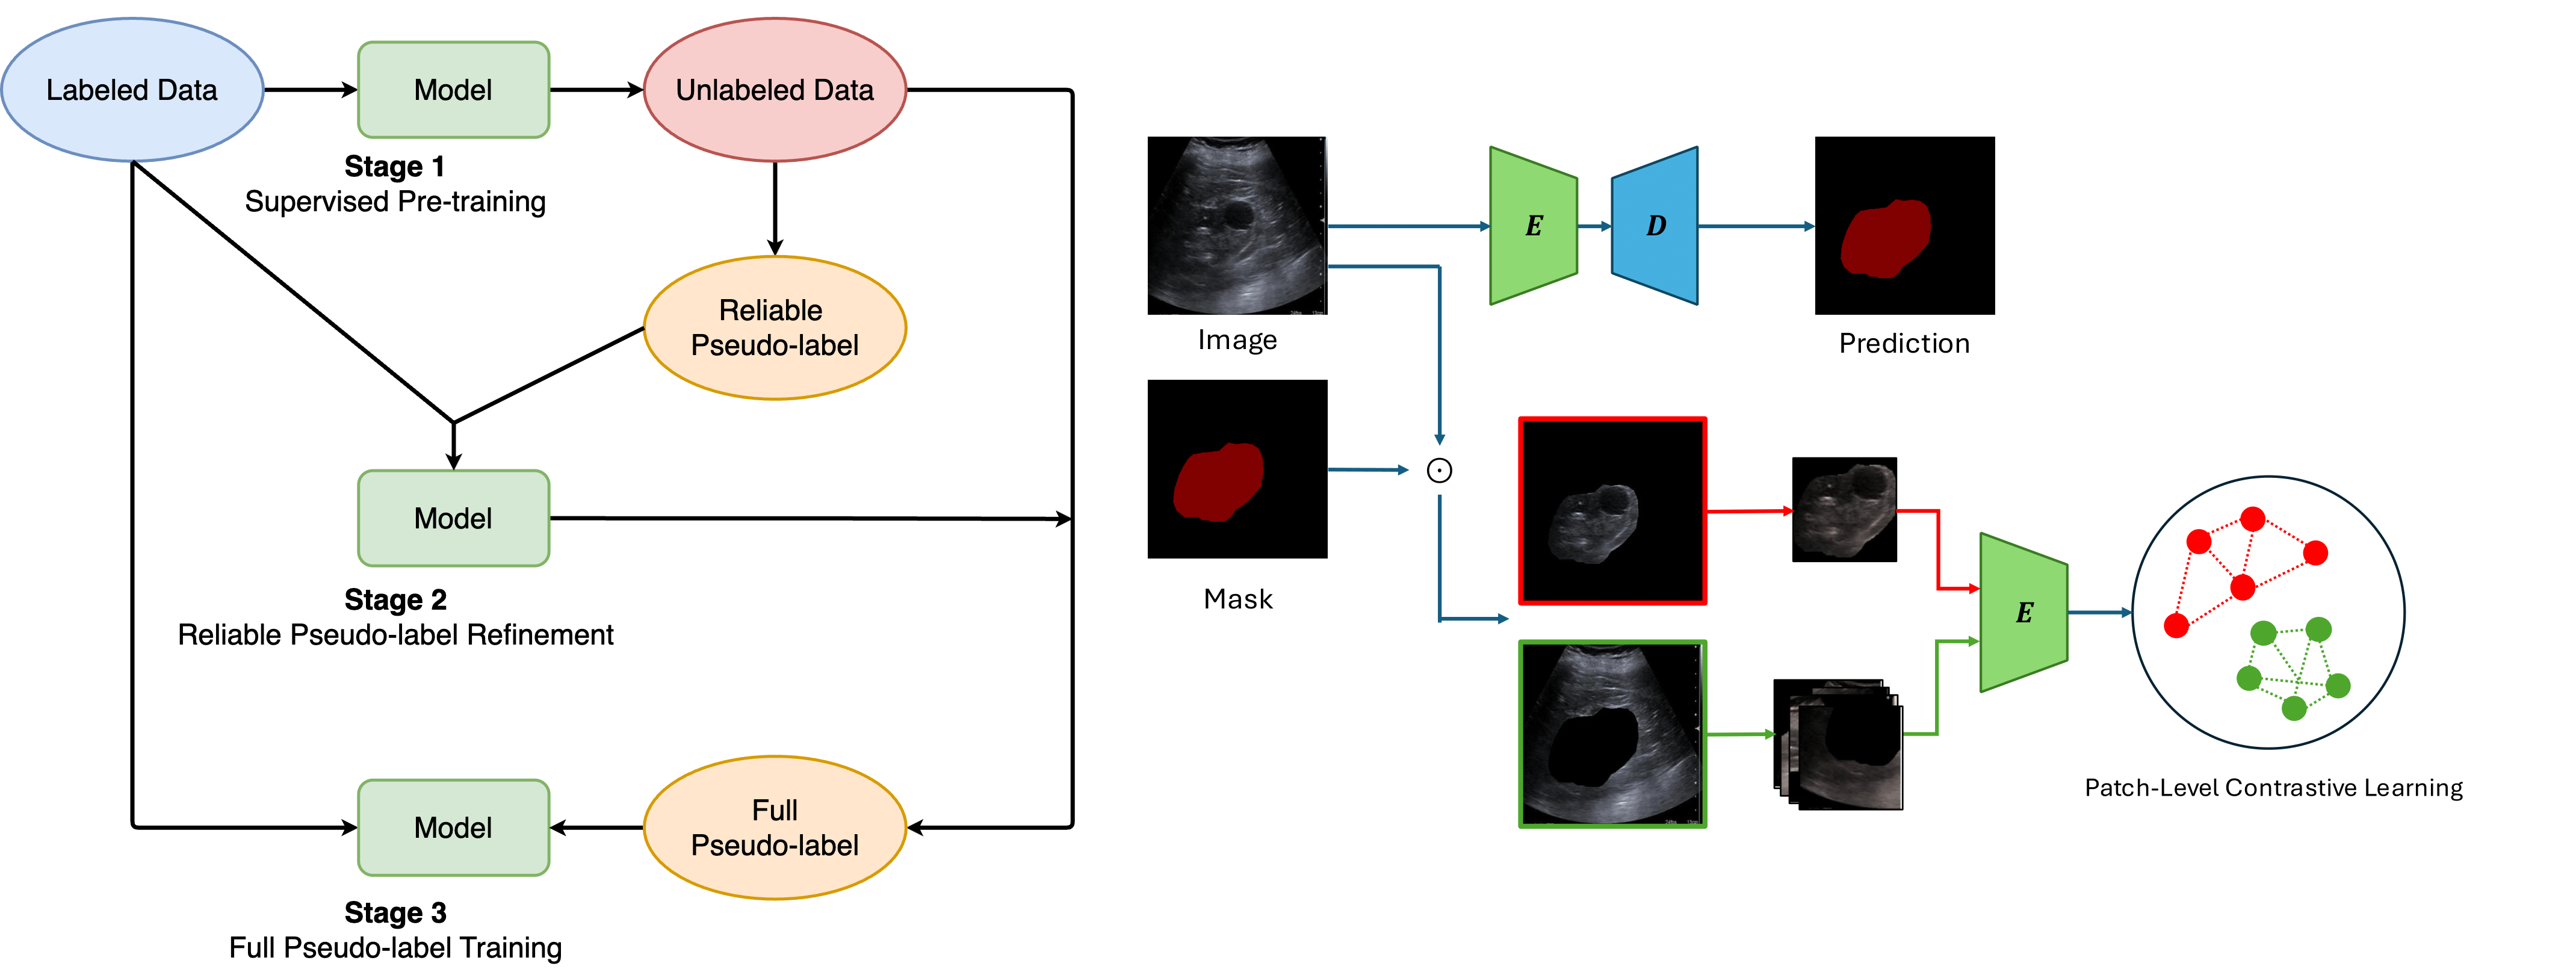 Labeled Data
Model
Unlabeled Data
Stage 1
Supervised Pre-training
Reliable
Pseudo-label
Model
Stage 2
Reliable Pseudo-label Refinement
Model
Full
Pseudo-label
Stage 3
Full Pseudo-label Training
Image
E
D
Prediction
Mask
E
Patch-Level Contrastive Learning